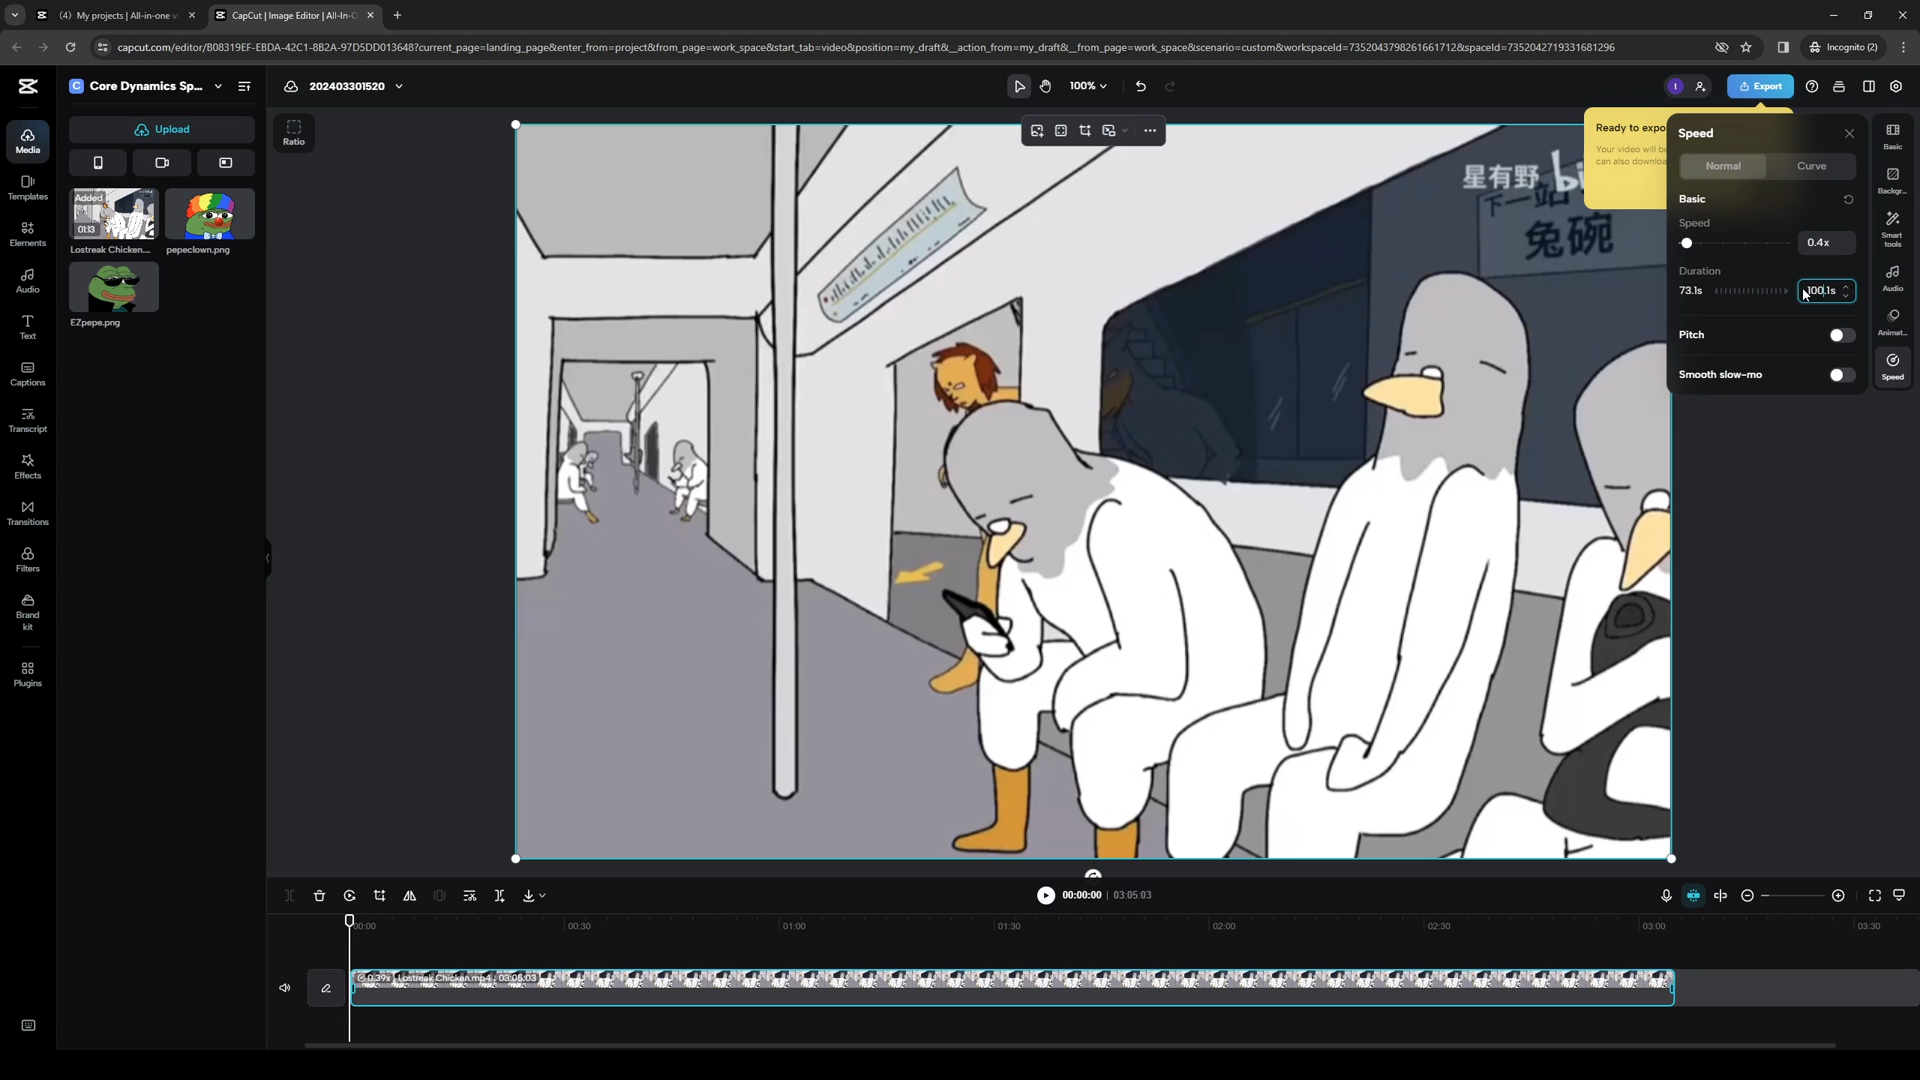 (4) My projects | All-in-one v
CapCut | Image Editor | All-In-O
capcut.com/editor/B08319EF-EBDA-42C1-8B2A-97D5DD013648?current_page=landing_page&enter_from=project&from_page=work_space&start_tab=video&position=my_draft&__action_from=my_draft&__from_page=work_space&scenario=custom&workspaceId=7352043798261661712&spaceId=7352042719331681296
Incognito (2)
C
Core Dynamics Sp...
202403301520
100%
t
Export
Media
Upload
Ratio
Templates
Added
01:13
Lostreak Chicken....
pepeclown.png
Elements
EZpepe.png
Audio
Text
Captions
Transcript
Effects
Transitions
Filters
Brand
kit
Plugins
星有野 bi
下一站
兔碗
Ready to expo
Your video will be
can also downloa
Speed
Normal
Curve
Basic
Speed
0.4x
Duration
73.1s
100.1s
Pitch
Smooth slow-mo
Basic
Backgr...
Smart
tools
Audio
Animat...
Speed
00:00:00 | 03:05:03
00:00
00:30
01:00
01:30
02:00
02:30
03:00
03:30
0.39x Lostreak Chicken.mp4 03:05:03